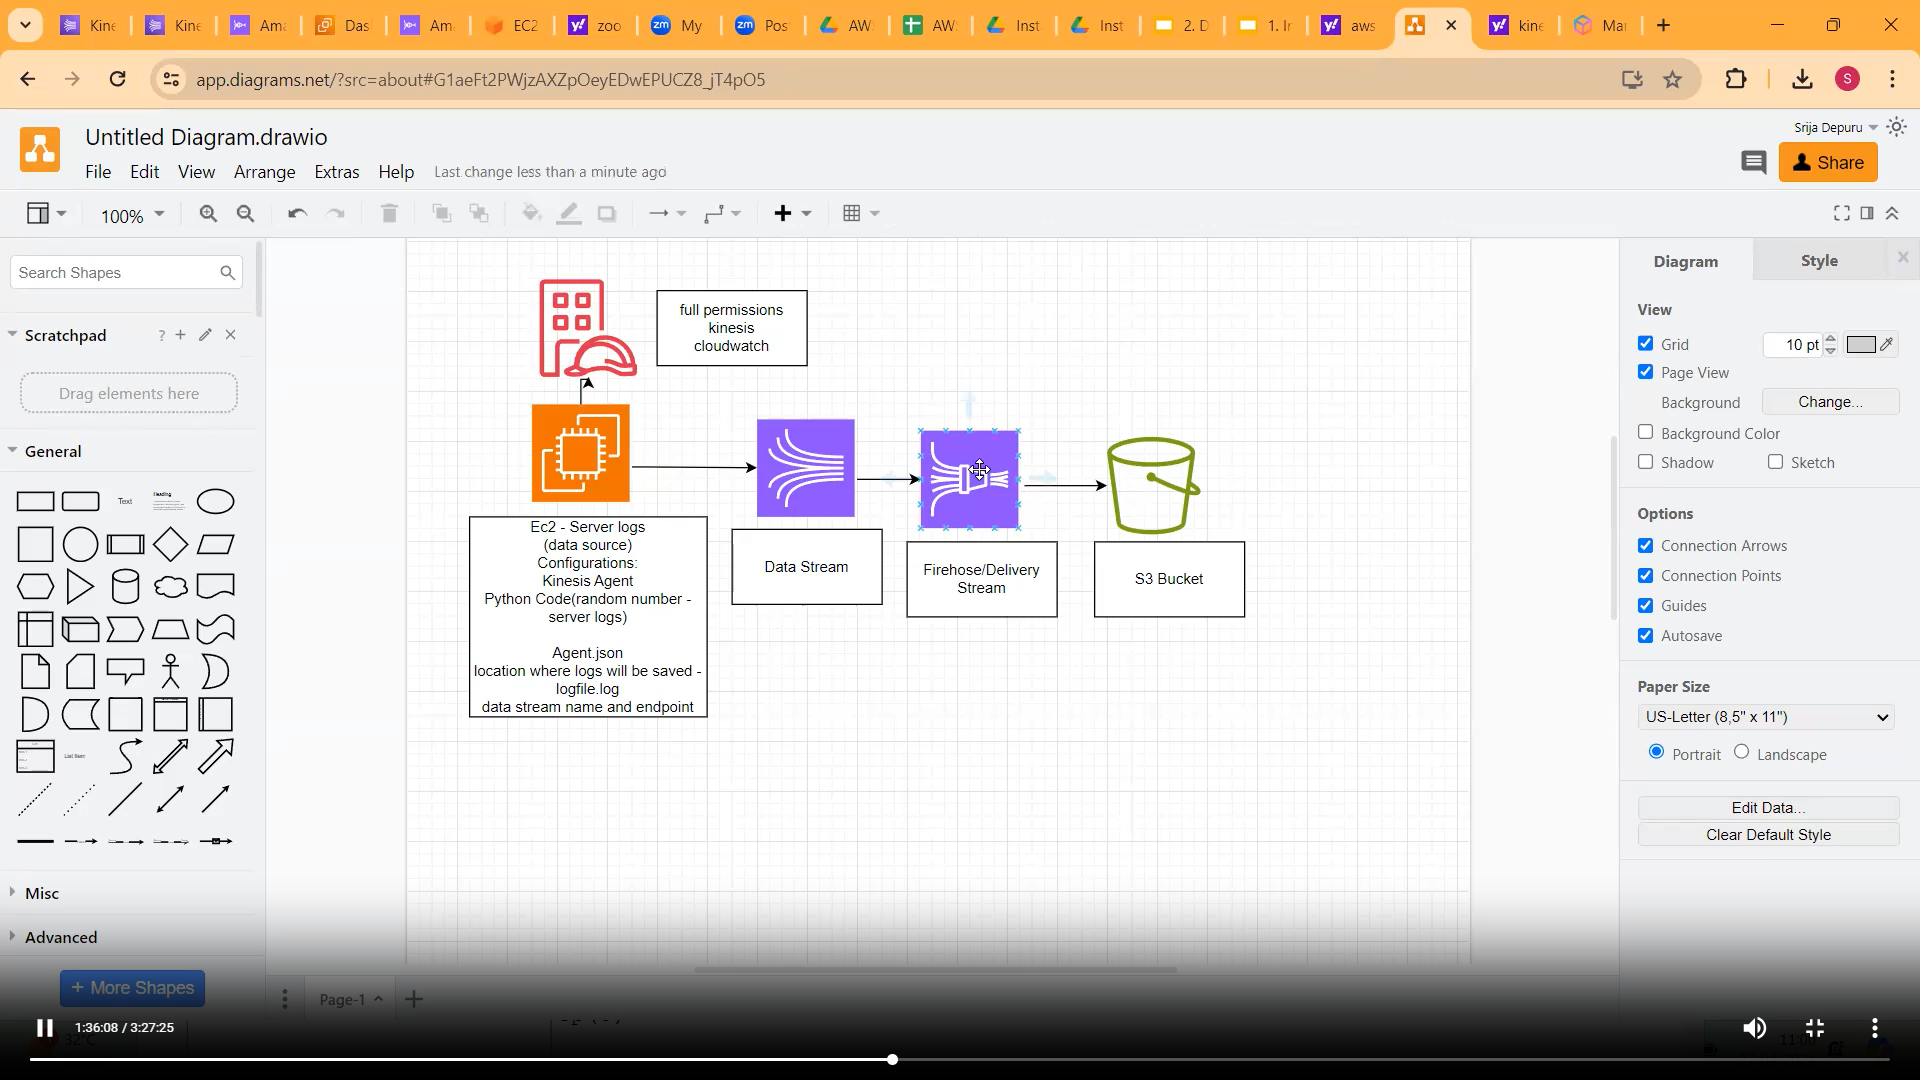 Kine
Kine
Ama
Das
Am
EC2
zoo
My
Pos
AW
AW
Inst
Inst
2. D
1. Ir
aws
kine
Mar
app.diagrams.net/?src=about#G1aeFt2PWjzAXZpOeyEDwEPUCZ8_jT4pO5
S
Untitled Diagram.drawio
Srija Depuru
File Edit View Arrange Extras Help Last change less than a minute ago
Share
100%
Search Shapes
Scratchpad
Drag elements here
General
Text
Heading
List Item
Misc
Advanced
+ More Shapes
full permissions
kinesis
cloudwatch
Ec2 - Server logs
(data source)
Configurations:
Kinesis Agent
Python Code(random number -
server logs)
Agent.json
location where logs will be saved -
logfile.log
data stream name and endpoint
Data Stream
Firehose/Delivery
Stream
S3 Bucket
Page-1
Diagram
Style
View
Grid
10 pt
Page View
Background
Change...
Background Color
Shadow
Sketch
Options
Connection Arrows
Connection Points
Guides
Autosave
Paper Size
US-Letter (8,5" x 11")
Portrait
Landscape
Edit Data...
Clear Default Style
1:36:08 / 3:27:25
32°C